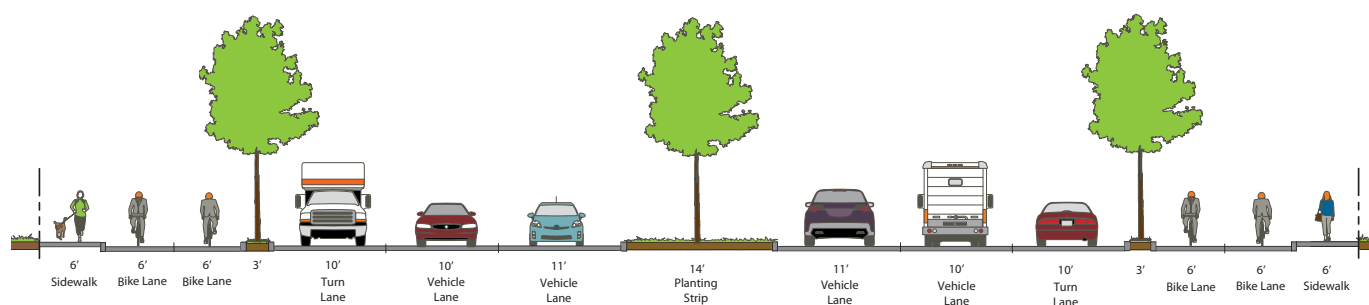 6′ 6′ 6′ 3′ 10′ 10′ 11′ 14′ 11′ 10′ 10′ 3′ 6′ 6′ 6′
Sidewalk Bike Lane Bike Lane Turn Vehicle Vehicle Planting Vehicle Vehicle Turn Bike Lane Bike Lane Sidewalk
Lane Lane Lane Strip Lane Lane Lane